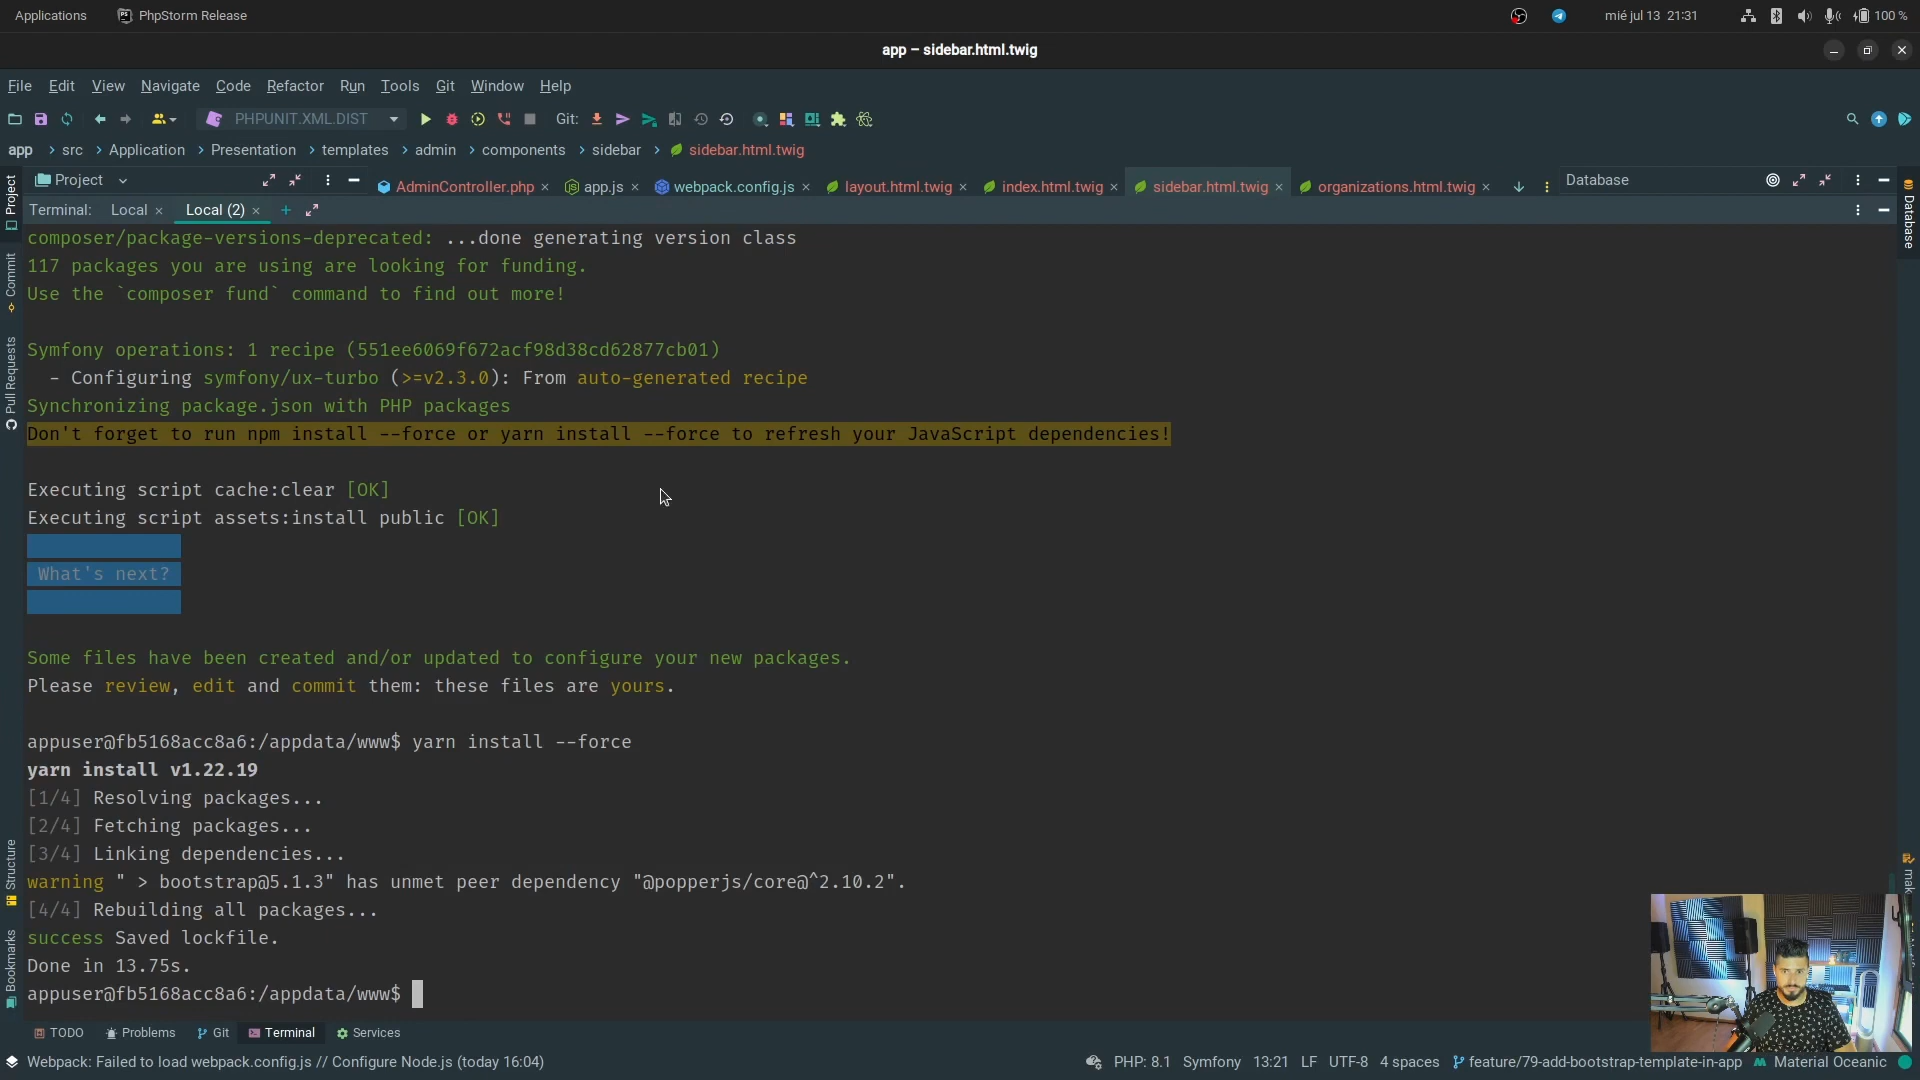 Applications PhpStorm Release mié jul 13 21:31 100 %
app – sidebar.html.twig
File Edit View Navigate Code Refactor Run Tools Git Window Help
PHPUNIT.XML.DIST Git:
app > src > Application > Presentation > templates > admin > components > sidebar > sidebar.html.twig
Project AdminController.php × app.js × webpack.config.js × layout.html.twig × index.html.twig × sidebar.html.twig × organizations.html.twig × Database
Terminal: Local × Local (2) × +
Project
Commit
Pull Requests
Structure
Bookmarks
Database
composer/package-versions-deprecated: ...done generating version class
117 packages you are using are looking for funding.
Use the `composer fund` command to find out more!
Symfony operations: 1 recipe (551ee6069f672acf98d38cd62877cb01)
- Configuring symfony/ux-turbo (>=v2.3.0): From auto-generated recipe
Synchronizing package.json with PHP packages
Don't forget to run npm install --force or yarn install --force to refresh your JavaScript dependencies!
Executing script cache:clear [OK]
Executing script assets:install public [OK]
What's next?
Some files have been created and/or updated to configure your new packages.
Please review, edit and commit them: these files are yours.
appuser@fb5168acc8a6:/appdata/www$ yarn install --force
yarn install v1.22.19
[1/4] Resolving packages...
[2/4] Fetching packages...
[3/4] Linking dependencies...
warning " > bootstrap@5.1.3" has unmet peer dependency "@popperjs/core@^2.10.2".
[4/4] Rebuilding all packages...
success Saved lockfile.
Done in 13.75s.
appuser@fb5168acc8a6:/appdata/www$
TODO Problems Git Terminal Services
Webpack: Failed to load webpack.config.js // Configure Node.js (today 16:04) PHP: 8.1 Symfony 13:21 LF UTF-8 4 spaces feature/79-add-bootstrap-template-in-app Material Oceanic